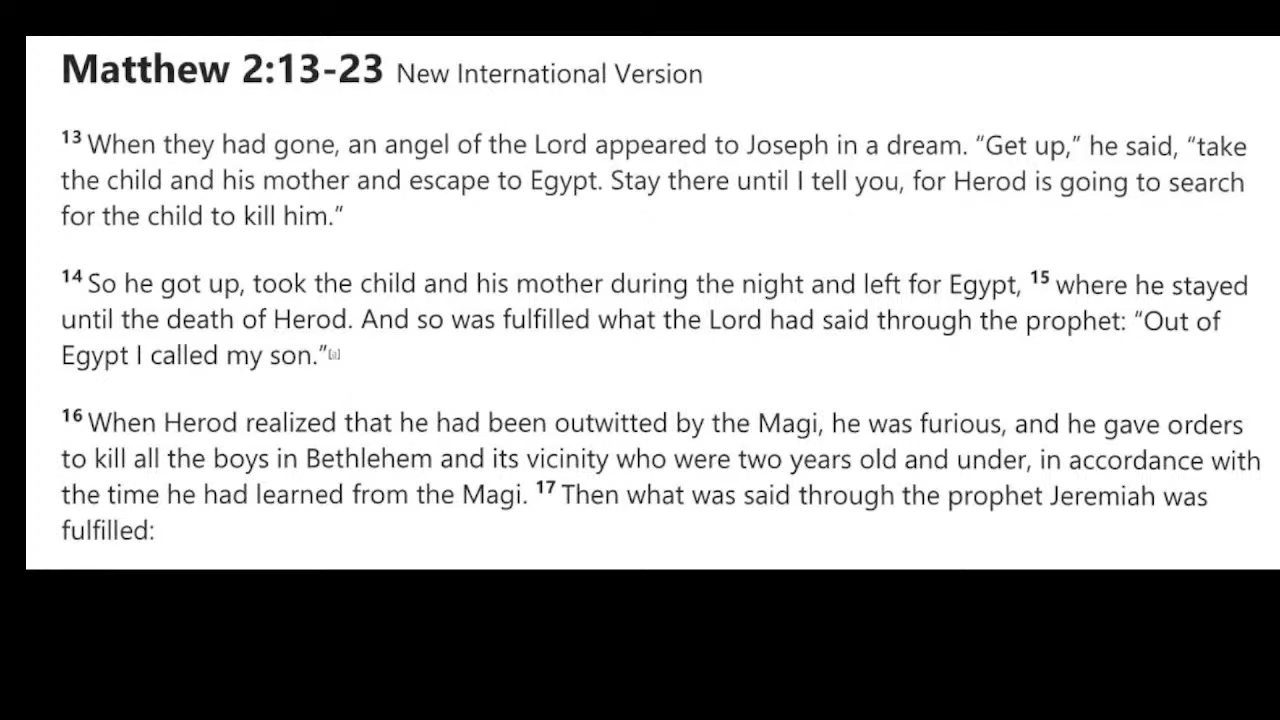 Matthew 2:13-23 New International Version
13 When they had gone, an angel of the Lord appeared to Joseph in a dream. “Get up,” he said, “take
the child and his mother and escape to Egypt. Stay there until I tell you, for Herod is going to search
for the child to kill him.”
14 So he got up, took the child and his mother during the night and left for Egypt, 15 where he stayed
until the death of Herod. And so was fulfilled what the Lord had said through the prophet: “Out of
Egypt I called my son.”[a]
16 When Herod realized that he had been outwitted by the Magi, he was furious, and he gave orders
to kill all the boys in Bethlehem and its vicinity who were two years old and under, in accordance with
the time he had learned from the Magi. 17 Then what was said through the prophet Jeremiah was
fulfilled: